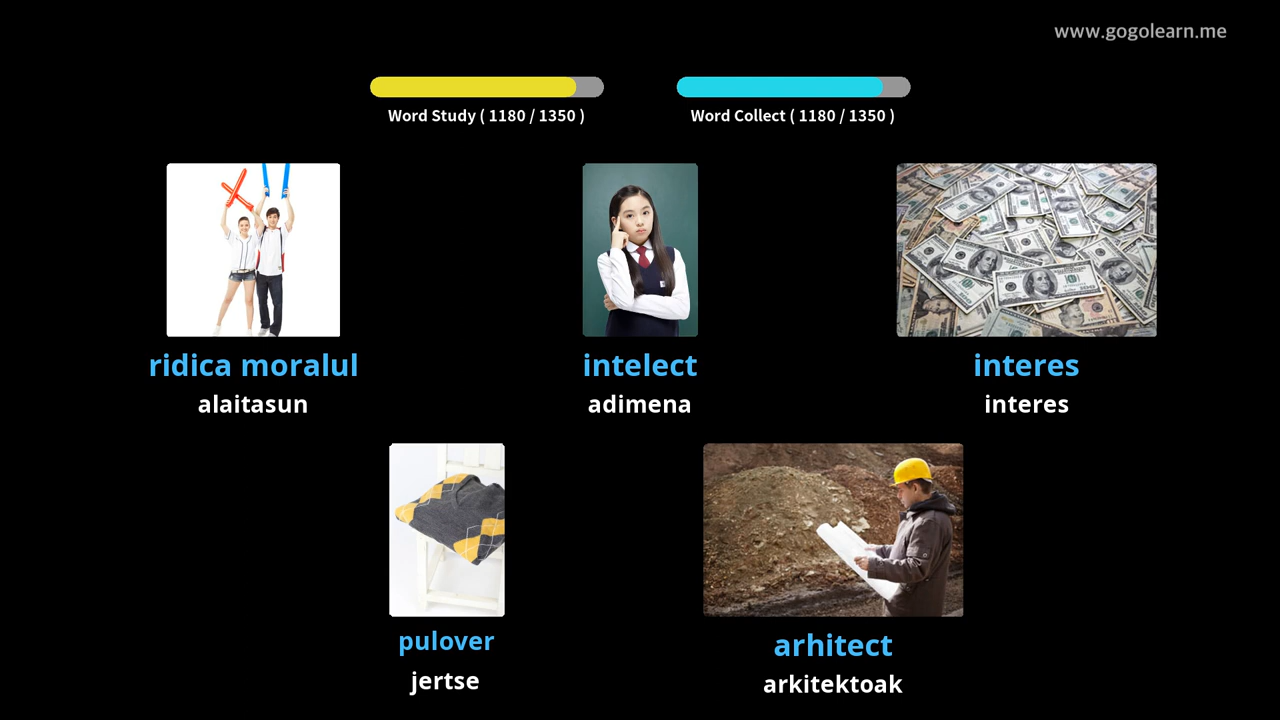 www.gogolearn.me
Word Study ( 1180 / 1350 )
Word Collect ( 1180 / 1350 )
ridica moralul
alaitasun
intelect
adimena
interes
interes
pulover
jertse
arhitect
arkitektoak